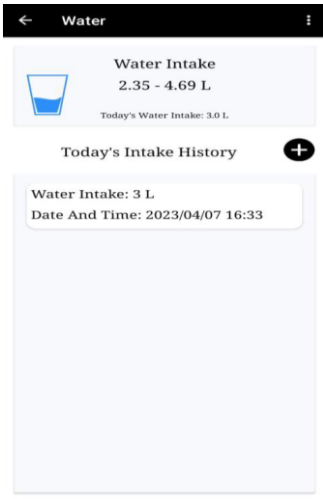 Water
Water Intake
2.35 - 4.69 L
Today's Water Intake: 3.0 L
Today's Intake History
Water Intake: 3 L
Date And Time: 2023/04/07 16:33